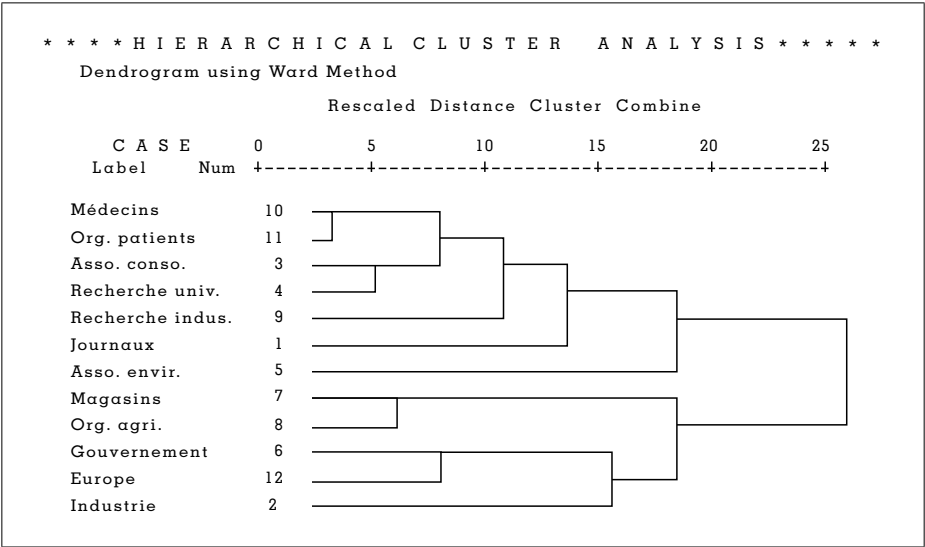 * * * * H I E R A R C H I C A L C L U S T E R A N A L Y S I S * * * * *
Dendrogram using Ward Method
Rescaled Distance Cluster Combine
C A S E 0 5 10 15 20 25
Label Num +---------+---------+---------+---------+---------+
Médecins 10
Org. patients 11
Asso. conso. 3
Recherche univ. 4
Recherche indus. 9
Journaux 1
Asso. envir. 5
Magasins 7
Org. agri. 8
Gouvernement 6
Europe 12
Industrie 2